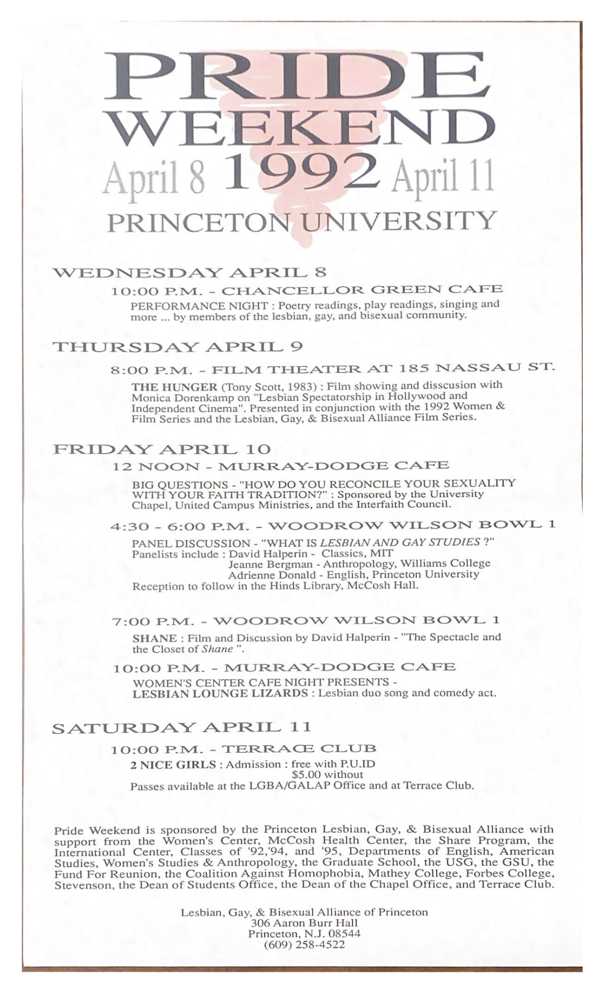 PRIDE
WEEKEND
April 8 1992 April 11
PRINCETON UNIVERSITY
WEDNESDAY APRIL 8
10:00 P.M. - CHANCELLOR GREEN CAFE
PERFORMANCE NIGHT : Poetry readings, play readings, singing and
more ... by members of the lesbian, gay, and bisexual community.
THURSDAY APRIL 9
8:00 P.M. - FILM THEATER AT 185 NASSAU ST.
THE HUNGER (Tony Scott, 1983) : Film showing and disscusion with
Monica Dorenkamp on "Lesbian Spectatorship in Hollywood and
Independent Cinema". Presented in conjunction with the 1992 Women &
Film Series and the Lesbian, Gay, & Bisexual Alliance Film Series.
FRIDAY APRIL 10
12 NOON - MURRAY-DODGE CAFE
BIG QUESTIONS - "HOW DO YOU RECONCILE YOUR SEXUALITY
WITH YOUR FAITH TRADITION?" : Sponsored by the University
Chapel, United Campus Ministries, and the Interfaith Council.
4:30 - 6:00 P.M. - WOODROW WILSON BOWL 1
PANEL DISCUSSION - "WHAT IS LESBIAN AND GAY STUDIES ?"
Panelists include : David Halperin - Classics, MIT
Jeanne Bergman - Anthropology, Williams College
Adrienne Donald - English, Princeton University
Reception to follow in the Hinds Library, McCosh Hall.
7:00 P.M. - WOODROW WILSON BOWL 1
SHANE : Film and Discussion by David Halperin - "The Spectacle and
the Closet of Shane ".
10:00 P.M. - MURRAY-DODGE CAFE
WOMEN'S CENTER CAFE NIGHT PRESENTS -
LESBIAN LOUNGE LIZARDS : Lesbian duo song and comedy act.
SATURDAY APRIL 11
10:00 P.M. - TERRACE CLUB
2 NICE GIRLS : Admission : free with P.U.ID
$5.00 without
Passes available at the LGBA/GALAP Office and at Terrace Club.
Pride Weekend is sponsored by the Princeton Lesbian, Gay, & Bisexual Alliance with
support from the Women's Center, McCosh Health Center, the Share Program, the
International Center, Classes of '92,'94, and '95, Departments of English, American
Studies, Women's Studies & Anthropology, the Graduate School, the USG, the GSU, the
Fund For Reunion, the Coalition Against Homophobia, Mathey College, Forbes College,
Stevenson, the Dean of Students Office, the Dean of the Chapel Office, and Terrace Club.
Lesbian, Gay, & Bisexual Alliance of Princeton
306 Aaron Burr Hall
Princeton, N.J. 08544
(609) 258-4522